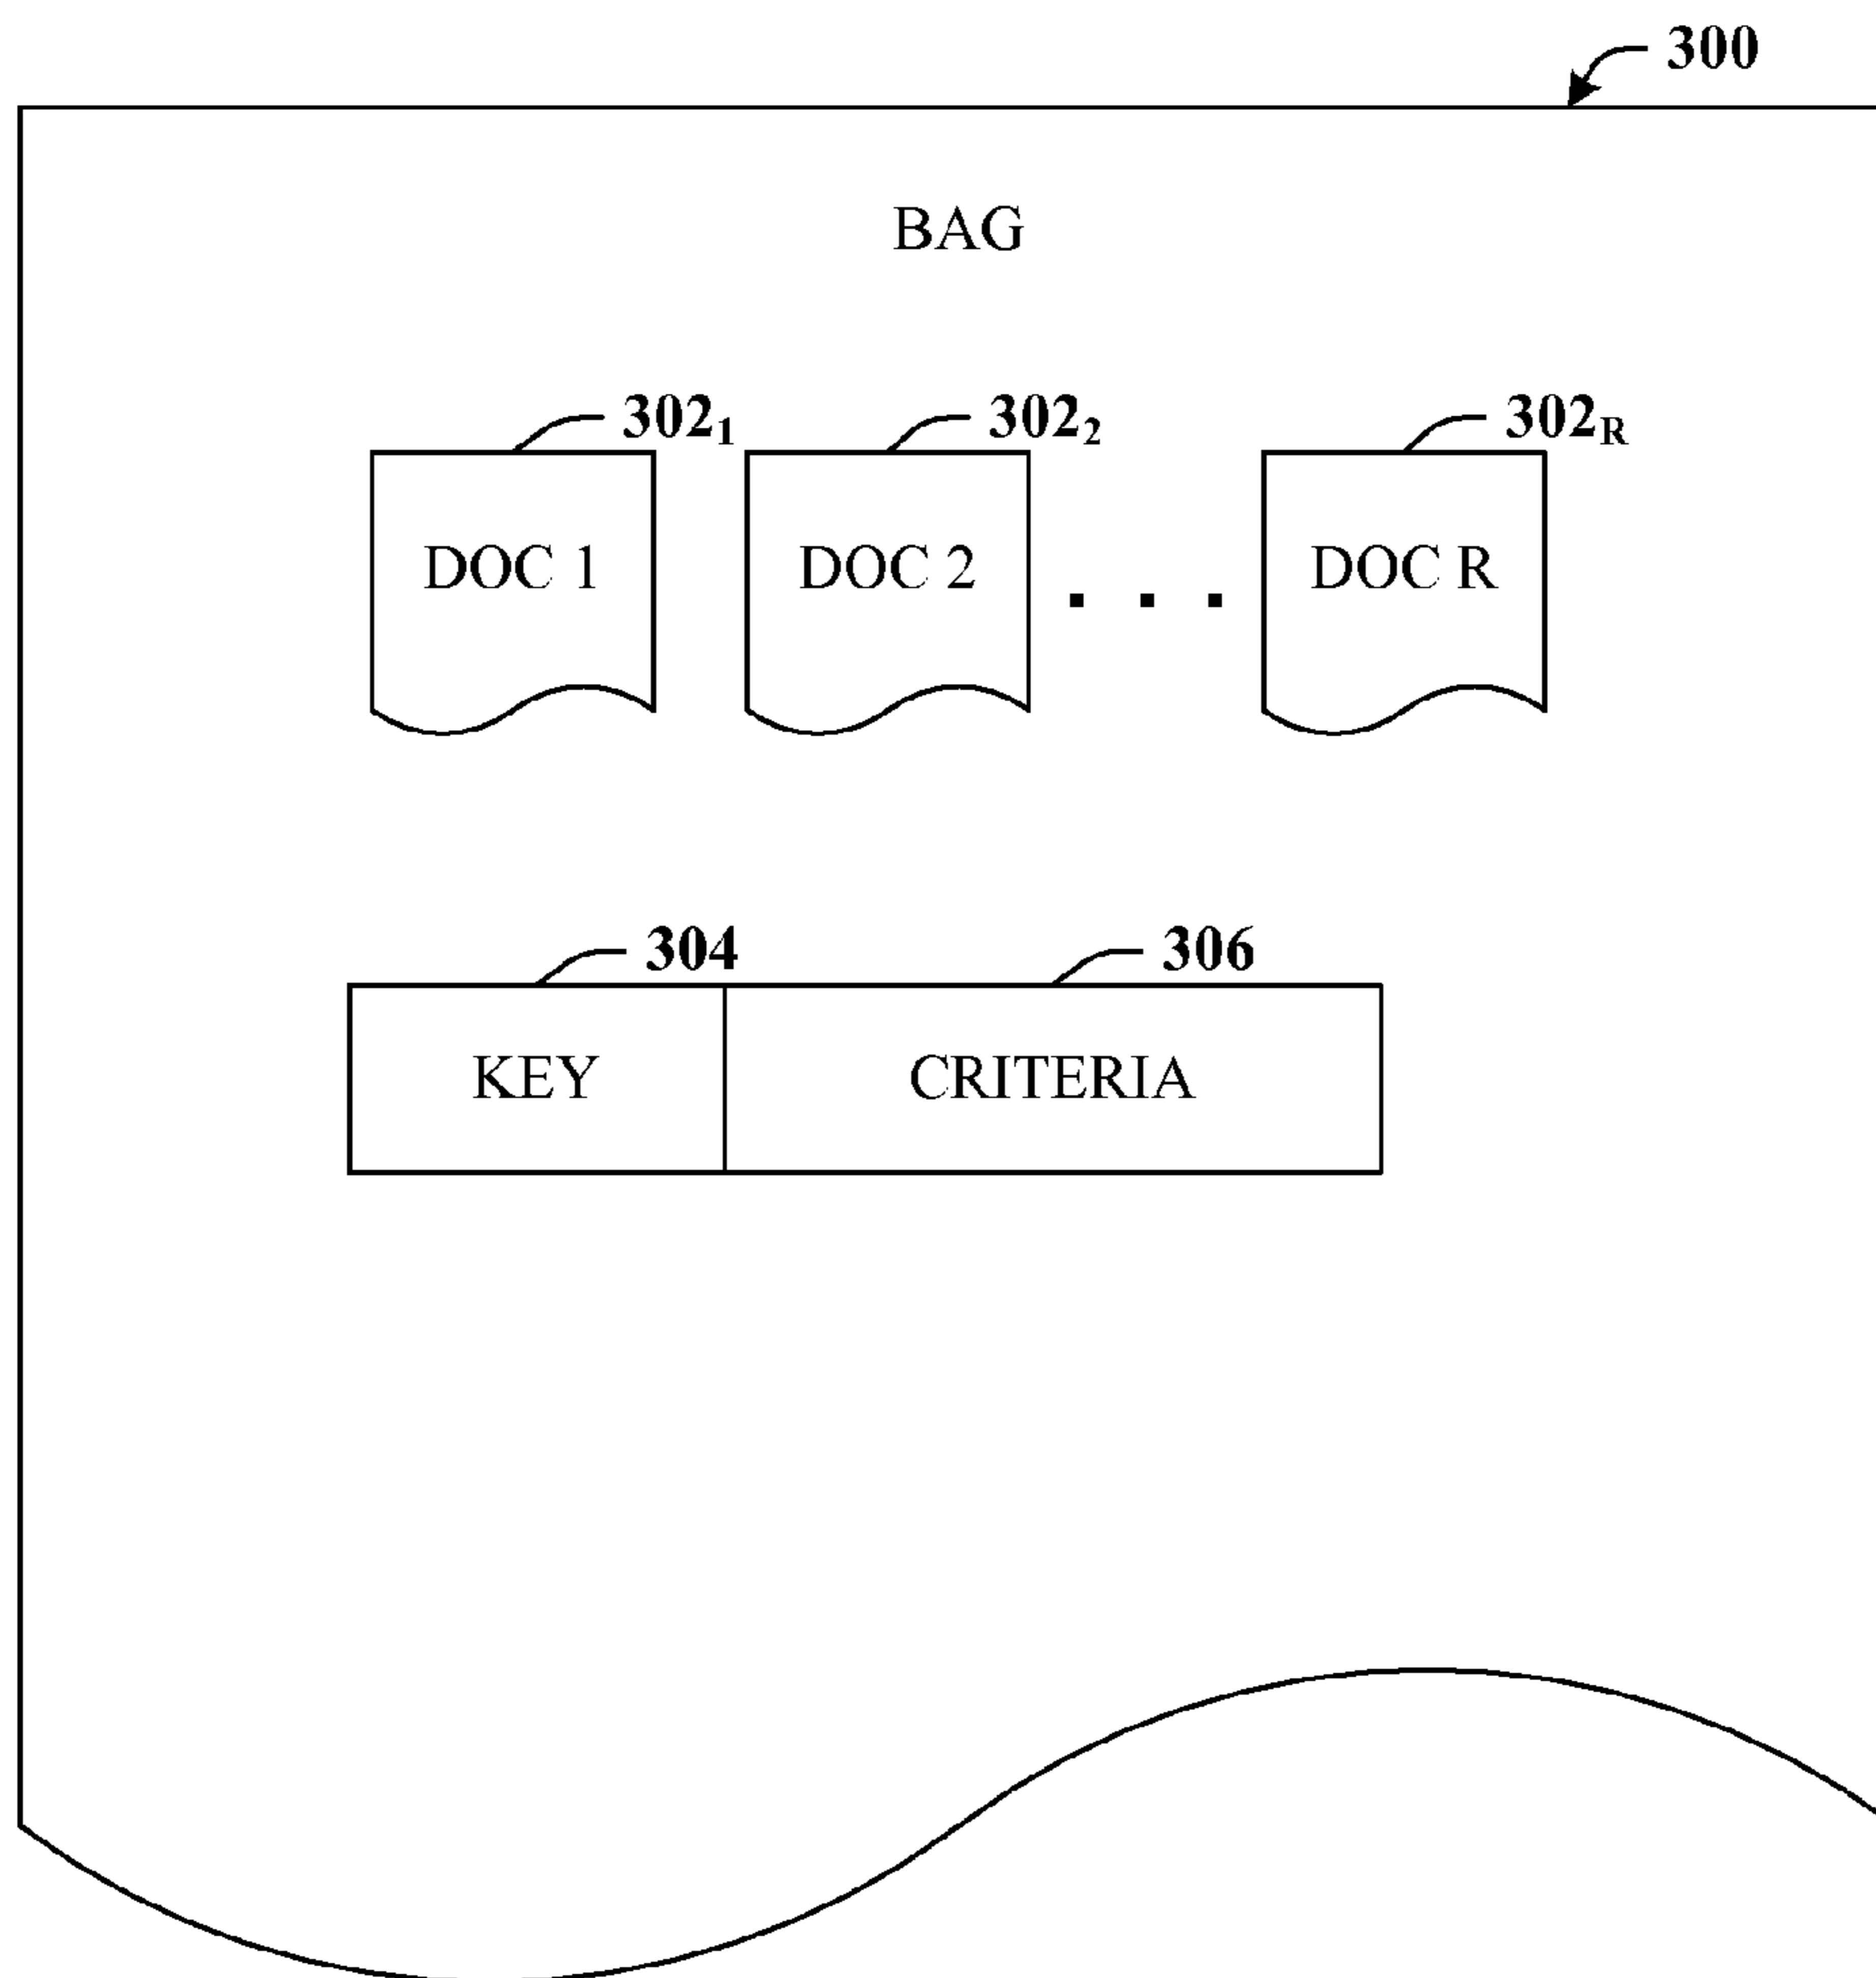 300
BAG
302₁ 302₂ 302R
DOC 1 DOC 2 . . . DOC R
304 306
KEY CRITERIA